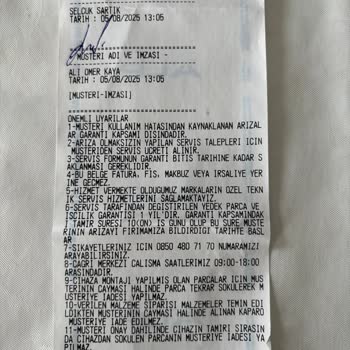 SELCUK SARTIK
TARIH : 05/08/2025 13:05
MUSTERI ADI VE IMZASI -
ALI OMER KAYA
TARIH : 05/08/2025 13:05
[MUSTERI-IMZASI]
ONEMLI UYARILAR
1-MUSTERI KULLANIM HATASINDAN KAYNAKLANAN ARIZAL
AR GARANTI KAPSAMI DISINDADIR.
2-ARIZA OLMAKSIZIN YAPILAN SERVIS TALEPLERI ICIN
MUSTERIDEN SERVIS UCRETI ALINIR.
3-SERVIS FORMUNUN GARANTI BITIS TARIHINE KADAR S
AKLANMASI GEREKLIDIR.
4-BU BELGE FATURA, FIS, MAKBUZ VEYA IRSALIYE YER
INE GECMEZ.
5-HIZMET VERMEKTE OLDUGUMUZ MARKALARIN OZEL TEKN
IK SERVIS HIZMETLERINI SAGLAMAKTAYIZ.
6-SERVIS TARAFINDAN DEGISTIRILEN YEDEK PARCA VE
ISCILIK GARANTISI 1 YIL'DIR. GARANTI KAPSAMINDAK
I TAMIR SURESI 10(ON) IS GUNU OLUP BU SURE MUSTE
RININ ARIZAYI FIRMAMIZA BILDIRDIGI TARIHTE BASL
AR
7-SIKAYETLERINIZ ICIN 0850 480 71 70 NUMARAMIZI
ARAYABILIRSINIZ.
8-CAGRI MERKEZI CALISMA SAATLERIMIZ 09:00-18:00
ARASINDADIR.
9-CIHAZA MONTAJI YAPILMIS OLAN PARCALAR ICIN MUS
TERININ CAYMASI HALINDE PARCA TEKRAR SOKULEREK M
USTERIYE IADESI YAPILMAZ.
10-VERILEN MALZEME SIPARISI MALZEMELER TEMIN EDI
LDIKTEN MUSTERININ CAYMASI HALINDE ALINAN KAPARO
MUSTERIYE IADE EDILMEZ.
11-MUSTERI ONAY DAHILINDE CIHAZIN TAMIRI SIRASIN
DA CIHAZDAN SOKULEN PARCANIN MUSTERIYE IADESI YA
PILMAZ.